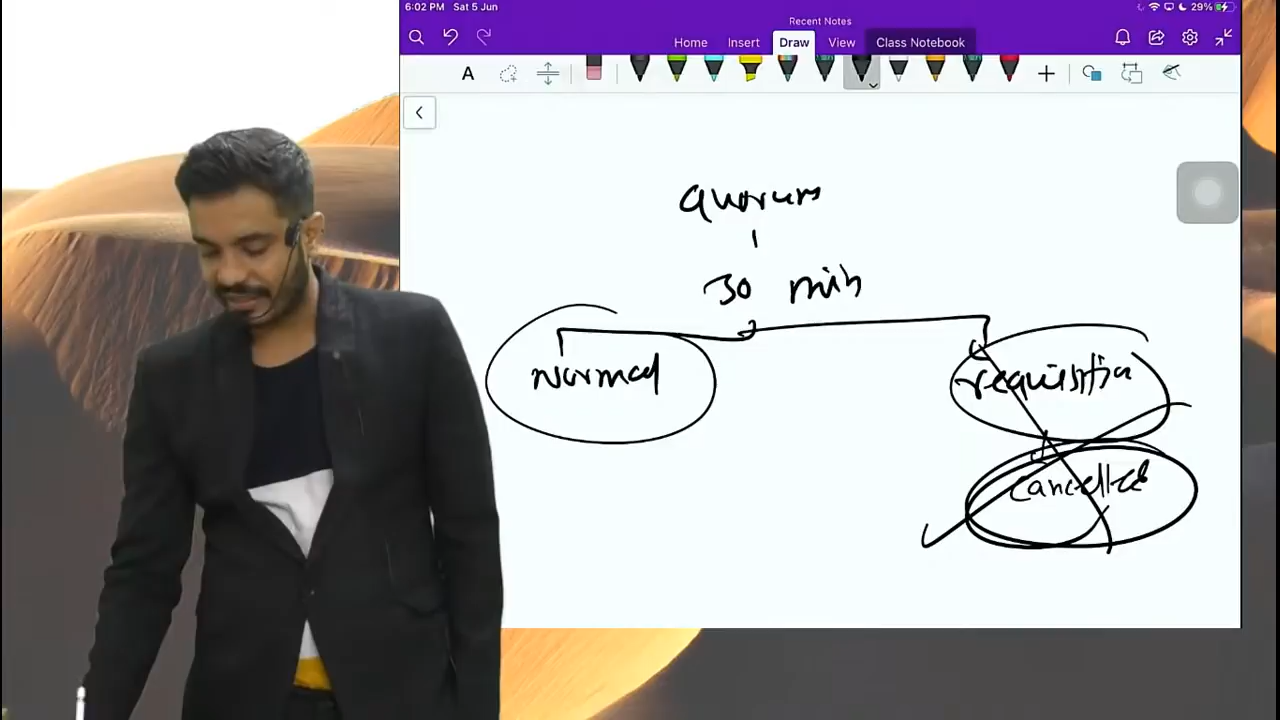 6:02 PM Sat 5 Jun 29%
Recent Notes
Home Insert Draw View Class Notebook
A
Quorum
30 min
Normal requisition
cancelled